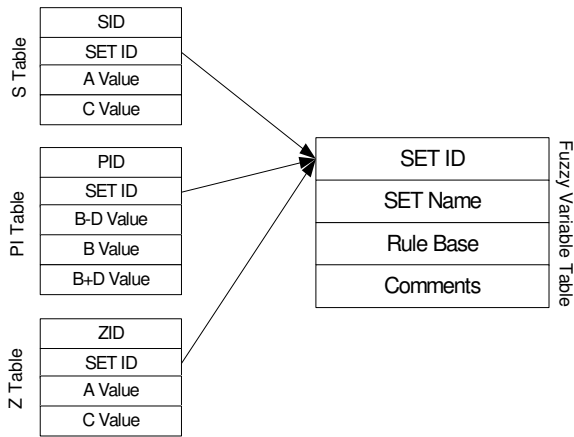 S Table
SID
SET ID
A Value
C Value
PI Table
PID
SET ID
B-D Value
B Value
B+D Value
Z Table
ZID
SET ID
A Value
C Value
Fuzzy Variable Table
SET ID
SET Name
Rule Base
Comments